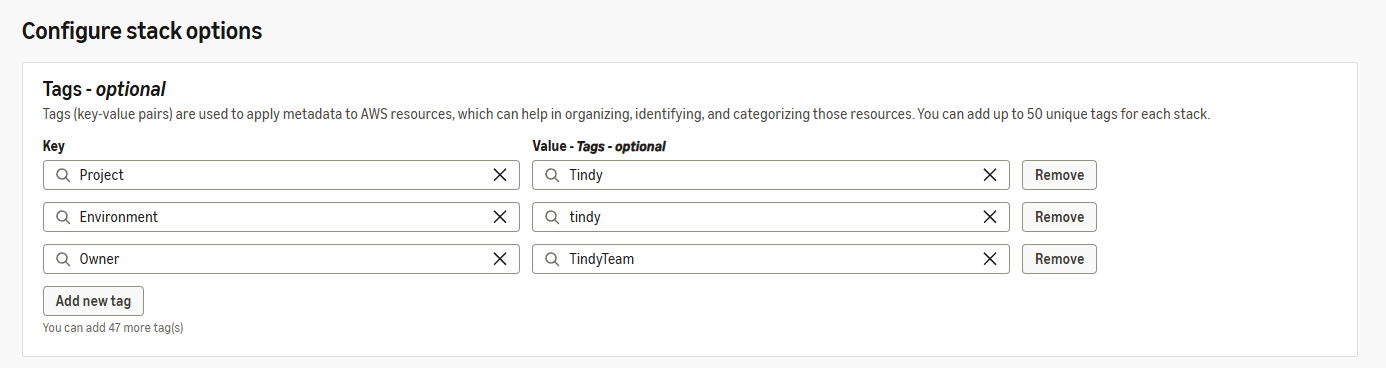 Configure stack options
Tags - optional
Tags (key-value pairs) are used to apply metadata to AWS resources, which can help in organizing, identifying, and categorizing those resources. You can add up to 50 unique tags for each stack.
Key Value - Tags - optional
Project Tindy Remove
Environment tindy Remove
Owner TindyTeam Remove
Add new tag
You can add 47 more tag(s)